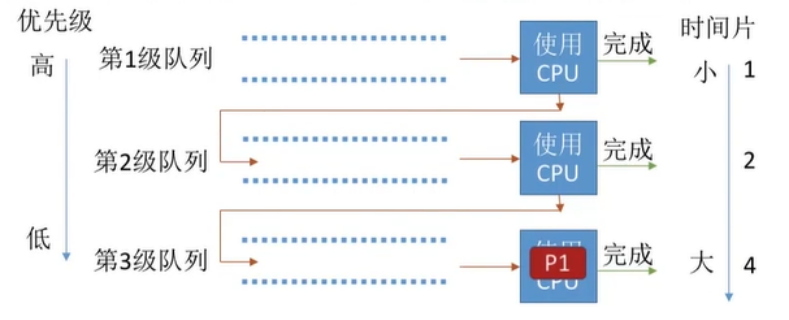 优先级
高
第1级队列
使用
CPU
完成
时间片
小
1
第2级队列
使用
CPU
完成
2
低
第3级队列
使用
P1
CPU
完成
大
4